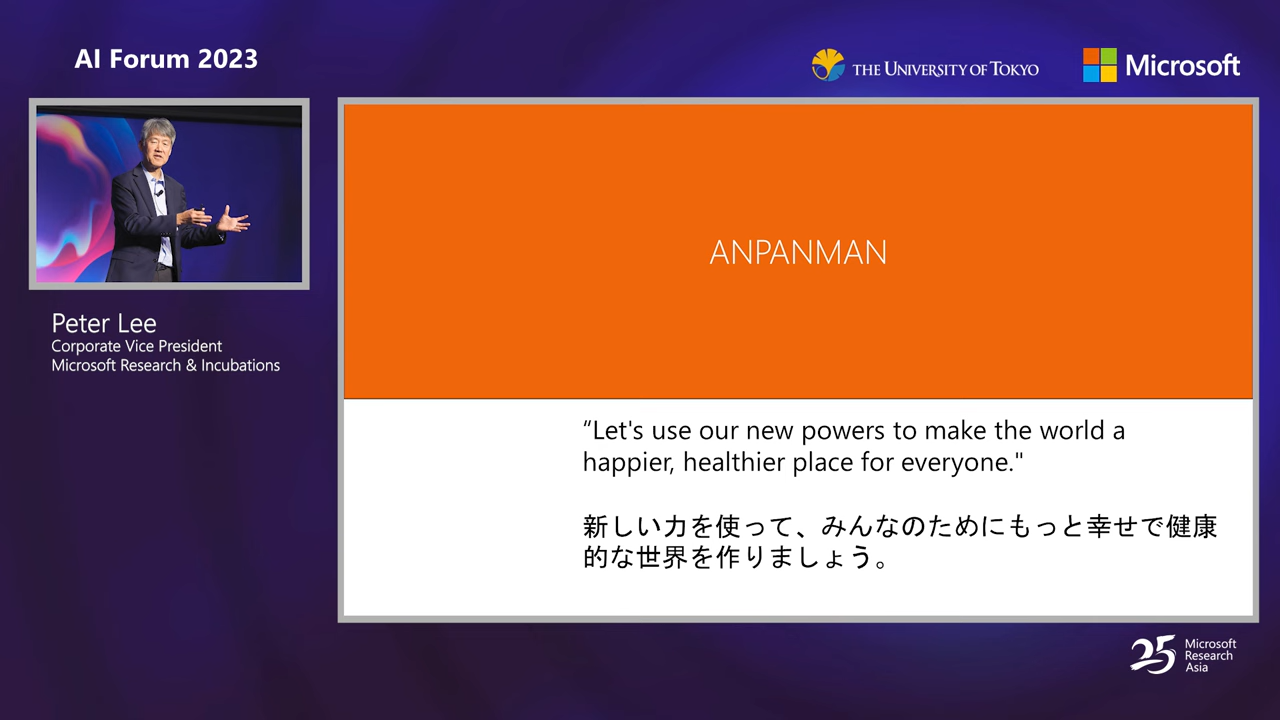 AI Forum 2023
THE UNIVERSITY OF TOKYO
Microsoft
Peter Lee
Corporate Vice President
Microsoft Research & Incubations
ANPANMAN
“Let's use our new powers to make the world a
happier, healthier place for everyone."
新しい力を使って、みんなのためにもっと幸せで健康
的な世界を作りましょう。
25
Microsoft
Research
Asia